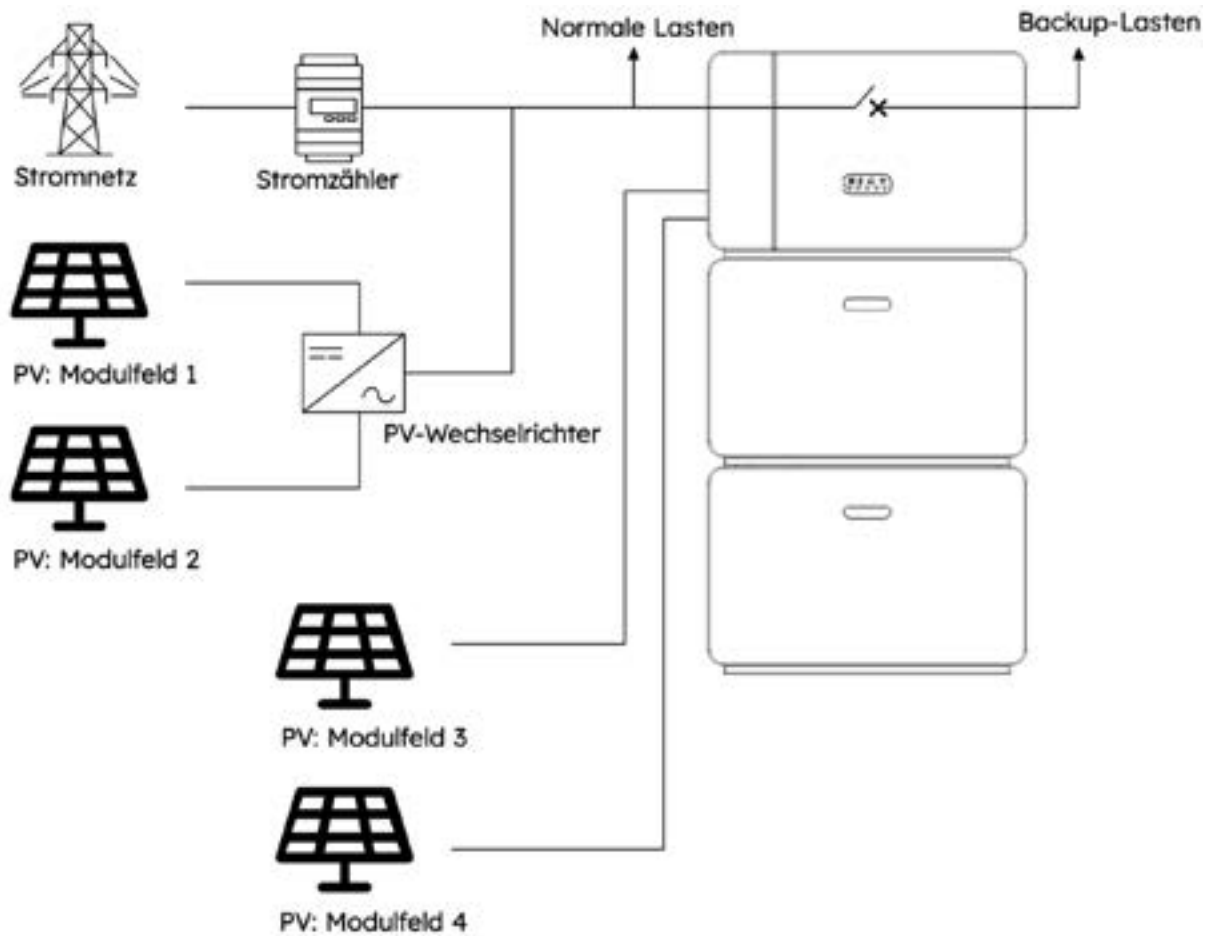 Normale Lasten
Backup-Lasten
Stromnetz
Stromzähler
PV: Modulfeld 1
PV-Wechselrichter
PV: Modulfeld 2
PV: Modulfeld 3
PV: Modulfeld 4